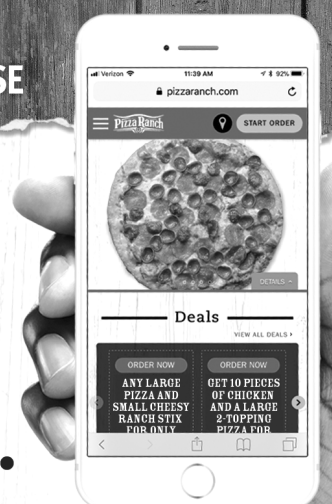 SE
Verizon
11:39 AM
92%
pizzaranch.com
Pizza Ranch
START ORDER
DETAILS
Deals
VIEW ALL DEALS ›
ORDER NOW
ANY LARGE
PIZZA AND
SMALL CHEESY
RANCH STIX
FOR ONLY
ORDER NOW
GET 10 PIECES
OF CHICKEN
AND A LARGE
2-TOPPING
PIZZA FOR